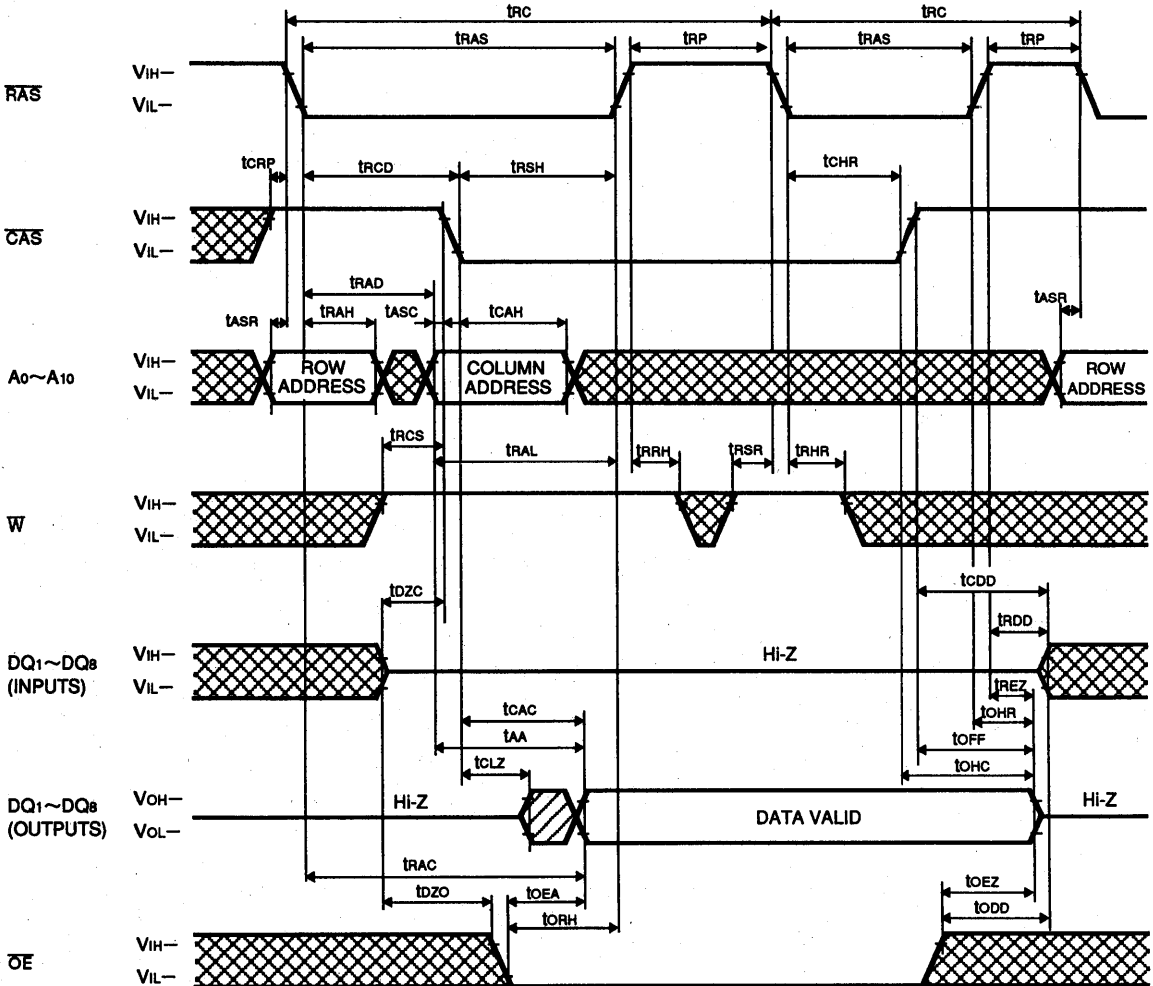 tRC tRC
tRAS tRP tRAS tRP
VIH–
RAS
VIL–
tCRP tRCD tRSH tCHR
VIH–
CAS
VIL–
tRAD
tASR tRAH tASC tCAH tASR
VIH–
A0~A10 ROW ADDRESS COLUMN ADDRESS ROW ADDRESS
VIL–
tRCS tRAL tRRH tRSR tRHR
VIH–
W
VIL–
tCDD
tDZC tRDD
VIH– Hi-Z
DQ1~DQ8
(INPUTS) VIL–
tREZ
tCAC tOHR
tAA tOFF
tCLZ tOHC
VOH– Hi-Z Hi-Z
DQ1~DQ8 DATA VALID
(OUTPUTS) VOL–
tRAC
tDZO tOEA tOEZ
tORH tODD
VIH–
OE
VIL–